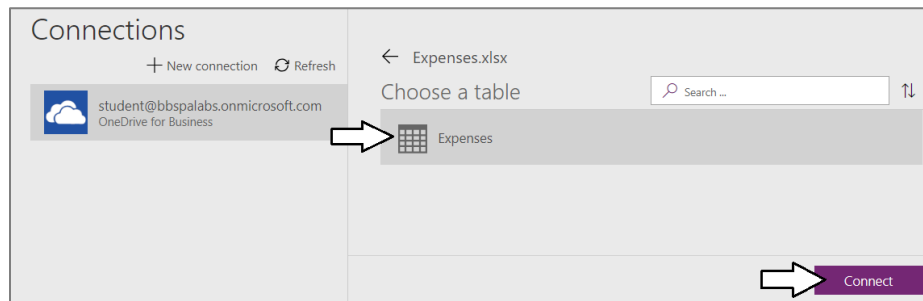 Connections
New connection Refresh
student@bbspalabs.onmicrosoft.com
OneDrive for Business
Expenses.xlsx
Choose a table
Search ...
Expenses
Connect